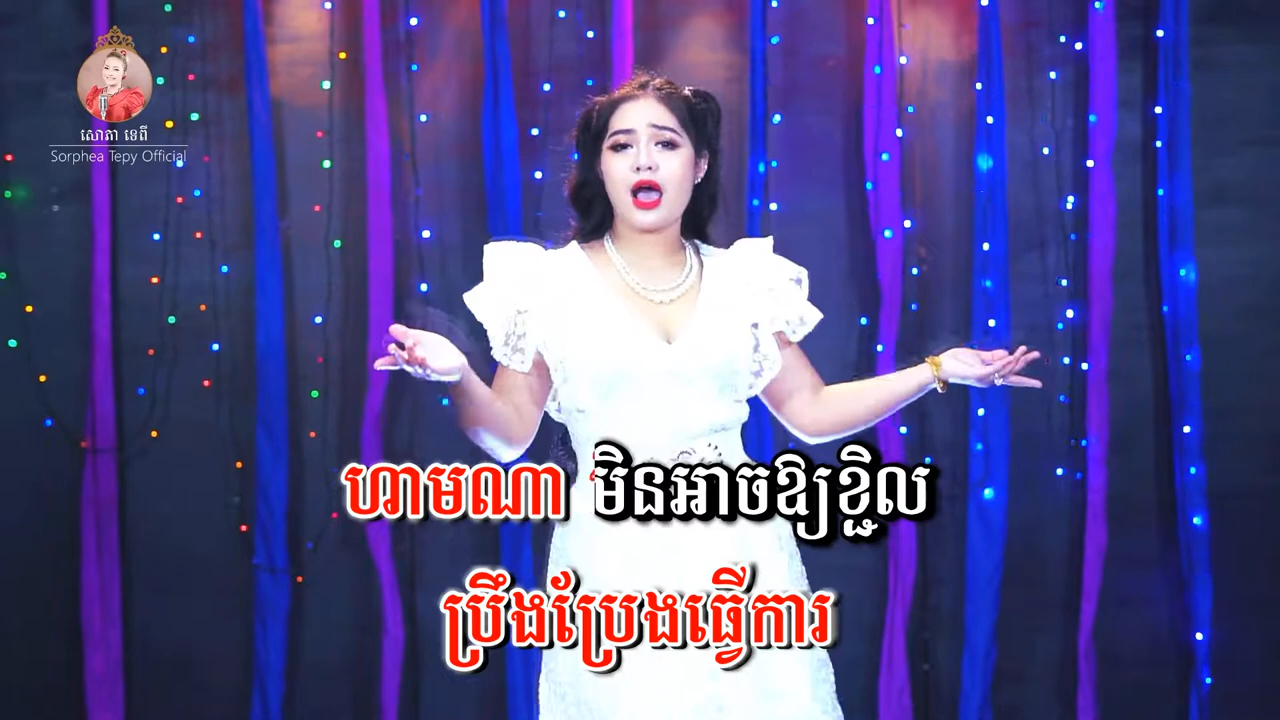 សោភា ទេពី
Sorphea Tepy Official
ហាមណា មិនអាចឱ្យខ្ជិល
ប្រឹងប្រែងធ្វើការ